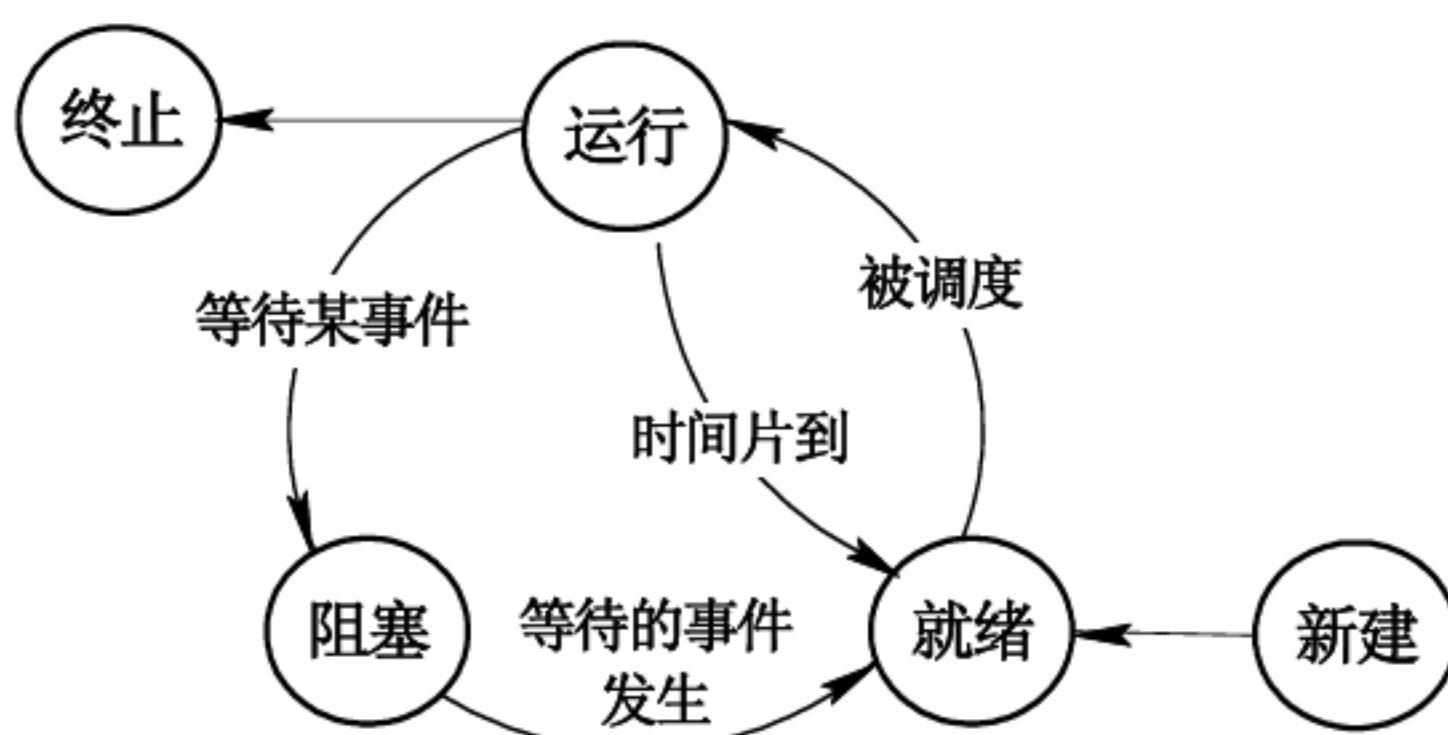 终止
运行
被调度
等待某事件
时间片到
阻塞
等待的事件
发生
就绪
新建